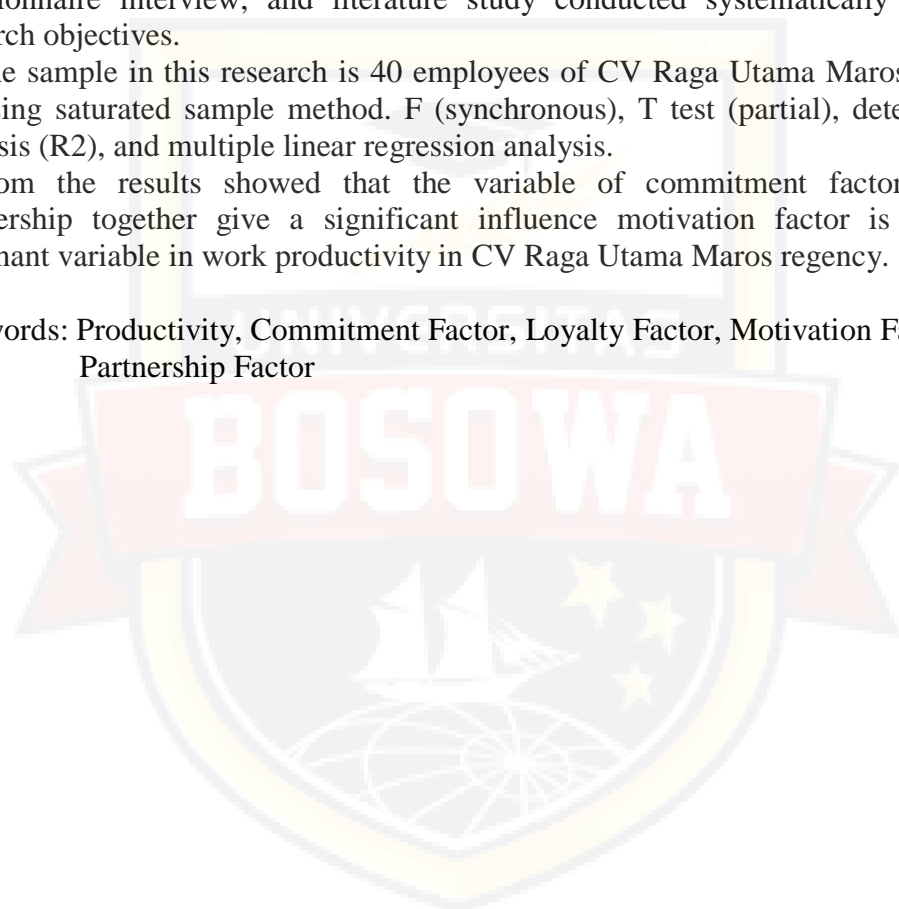 onnaire interview, and literature study conducted systematically
rch objectives.
e sample in this research is 40 employees of CV Raga Utama Maros
ing saturated sample method. F (synchronous), T test (partial), dete
sis (R2), and multiple linear regression analysis.
om the results showed that the variable of commitment factor
ership together give a significant influence motivation factor is
nant variable in work productivity in CV Raga Utama Maros regency.
ords: Productivity, Commitment Factor, Loyalty Factor, Motivation Fa
Partnership Factor
UNIVERSITAS
BOSOWA